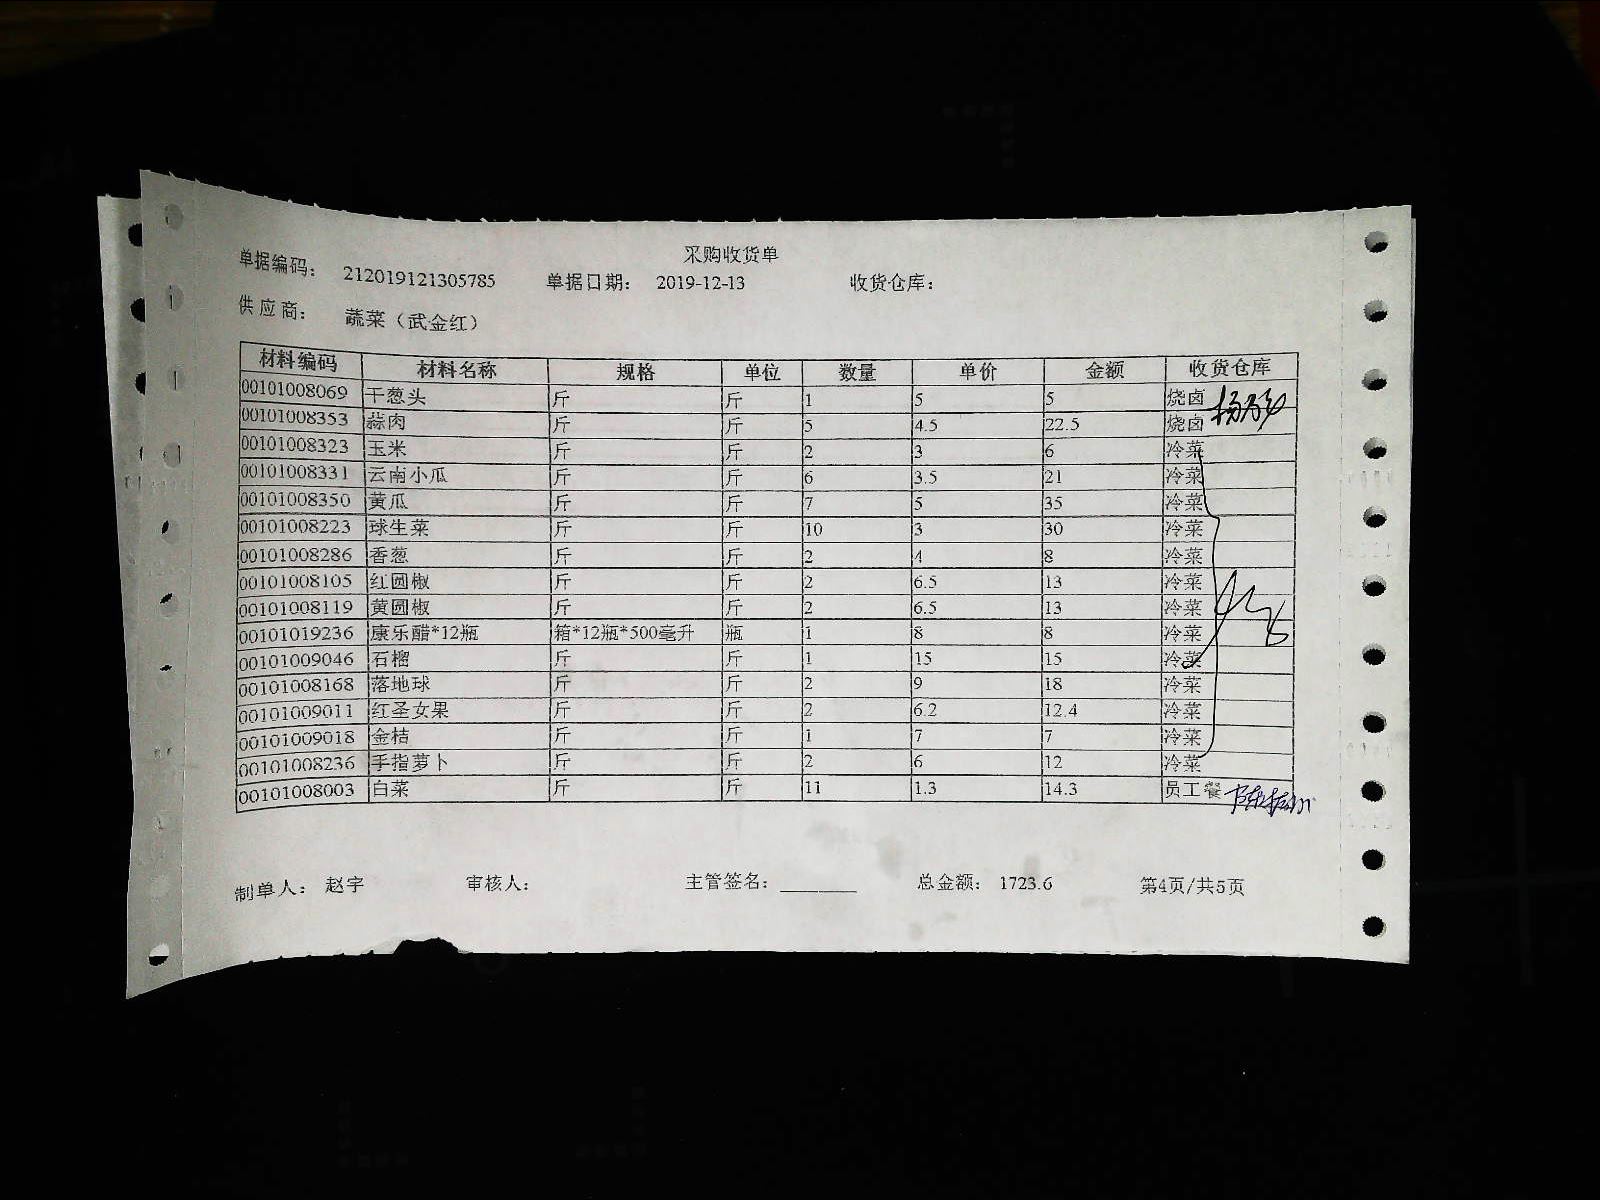 采购收货单
单据编码： 212019121305785 单据日期： 2019-12-13 收货仓库：
供应商： 蔬菜（武金红）
材料编码 材料名称 规格 单位 数量 单价 金额 收货仓库
00101008069 干葱头 斤 斤 1 5 5 烧卤
00101008353 蒜肉 斤 斤 5 4.5 22.5 烧卤
00101008323 玉米 斤 斤 2 3 6 冷菜
00101008331 云南小瓜 斤 斤 6 3.5 21 冷菜
00101008350 黄瓜 斤 斤 7 5 35 冷菜
00101008223 球生菜 斤 斤 10 3 30 冷菜
00101008286 香葱 斤 斤 2 4 8 冷菜
00101008105 红圆椒 斤 斤 2 6.5 13 冷菜
00101008119 黄圆椒 斤 斤 2 6.5 13 冷菜
00101019236 康乐醋*12瓶 箱*12瓶*500毫升 瓶 1 8 8 冷菜
00101009046 石榴 斤 斤 1 15 15 冷菜
00101008168 落地球 斤 斤 2 9 18 冷菜
00101009011 红圣女果 斤 斤 2 6.2 12.4 冷菜
00101009018 金桔 斤 斤 1 7 7 冷菜
00101008236 手指萝卜 斤 斤 2 6 12 冷菜
00101008003 白菜 斤 斤 11 1.3 14.3 员工餐
制单人： 赵宇 审核人： 主管签名： 总金额： 1723.6 第4页/共5页